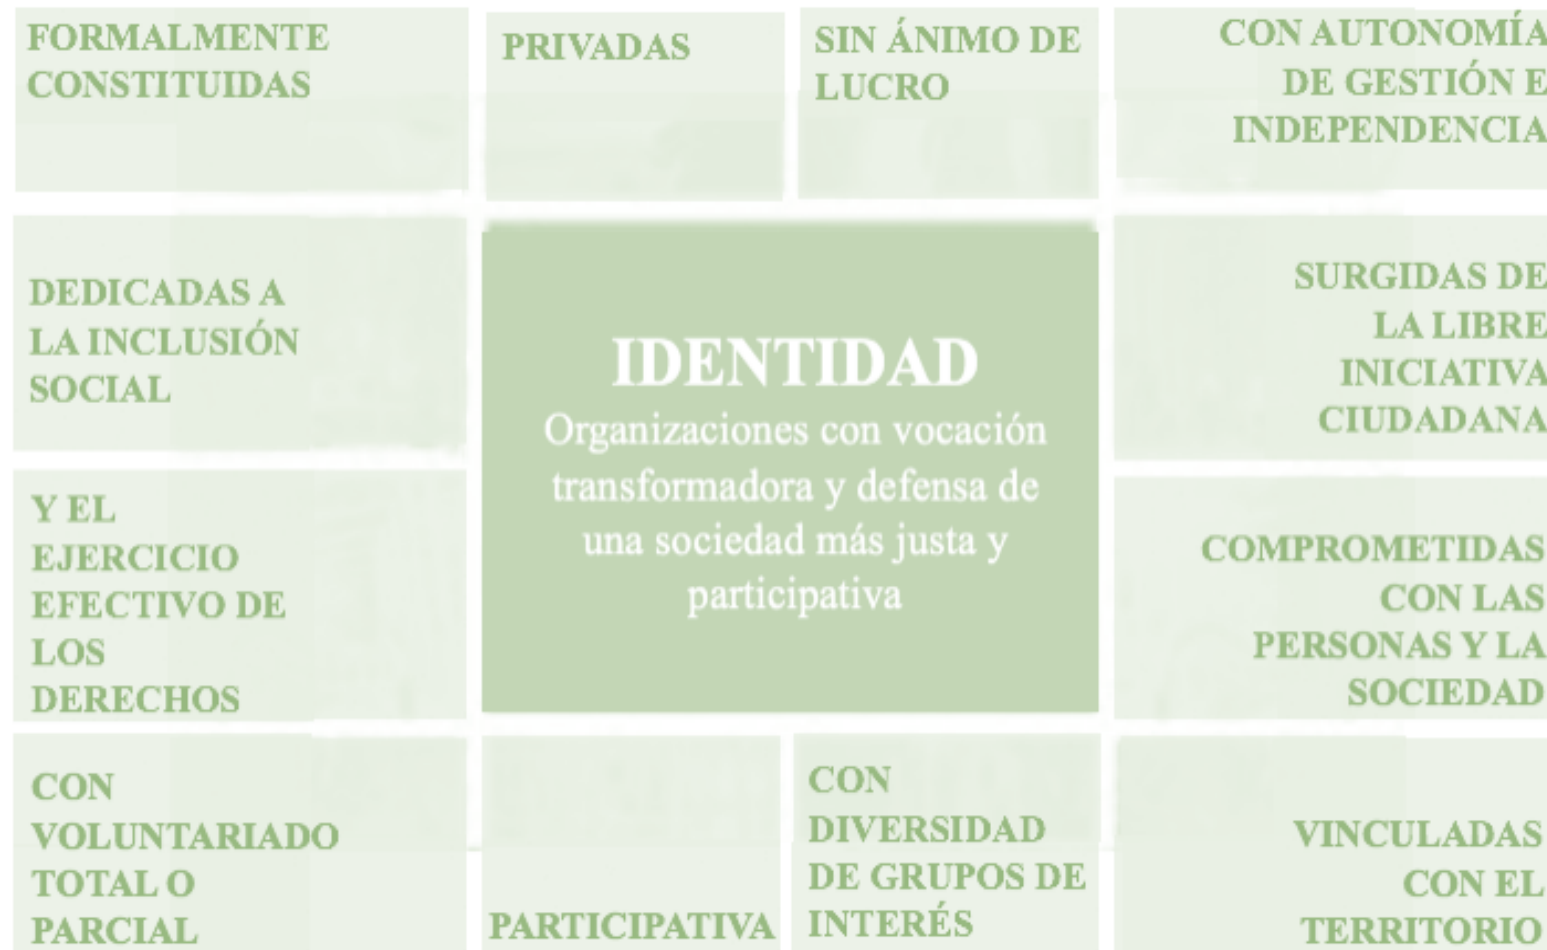 FORMALMENTE
CONSTITUIDAS
PRIVADAS
SIN ÁNIMO DE
LUCRO
CON AUTONOMÍA
DE GESTIÓN E
INDEPENDENCIA
DEDICADAS A
LA INCLUSIÓN
SOCIAL
IDENTIDAD
Organizaciones con vocación
transformadora y defensa de
una sociedad más justa y
participativa
SURGIDAS DE
LA LIBRE
INICIATIVA
CIUDADANA
Y EL
EJERCICIO
EFECTIVO DE
LOS
DERECHOS
COMPROMETIDAS
CON LAS
PERSONAS Y LA
SOCIEDAD
CON
VOLUNTARIADO
TOTAL O
PARCIAL
PARTICIPATIVA
CON
DIVERSIDAD
DE GRUPOS DE
INTERÉS
VINCULADAS
CON EL
TERRITORIO